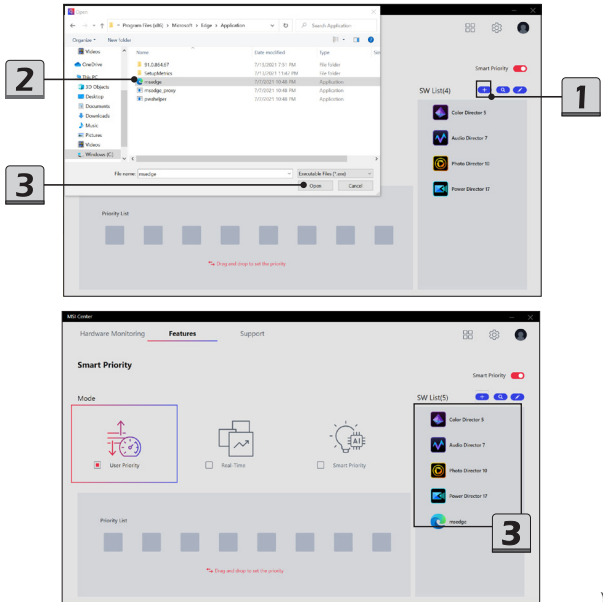 Open
Program Files (x86) > Microsoft > Edge > Application
Search Application
Organize
New folder
Videos
OneDrive
This PC
3D Objects
Desktop
Documents
Downloads
Music
Pictures
Videos
Windows (C:)
Name Date modified Type
91.0.864.67 7/13/2021 7:51 PM File folder
SetupMetrics 7/12/2021 11:42 PM File folder
msedge 7/7/2021 10:48 PM Application
msedge_proxy 7/7/2021 10:48 PM Application
pwahelper 7/7/2021 10:48 PM Application
File name: msedge
Executable Files (*.exe)
Open Cancel
2
3
1
Smart Priority
SW List(4)
Color Director 5
Audio Director 7
Photo Director 10
Power Director 17
Priority List
Drag and drop to set the priority
MSI Center
Hardware Monitoring Features Support
Smart Priority
Smart Priority
Mode
SW List(5)
User Priority
Real-Time
Smart Priority
AI
Color Director 5
Audio Director 7
Photo Director 10
Power Director 17
msedge
3
Priority List
Drag and drop to set the priority